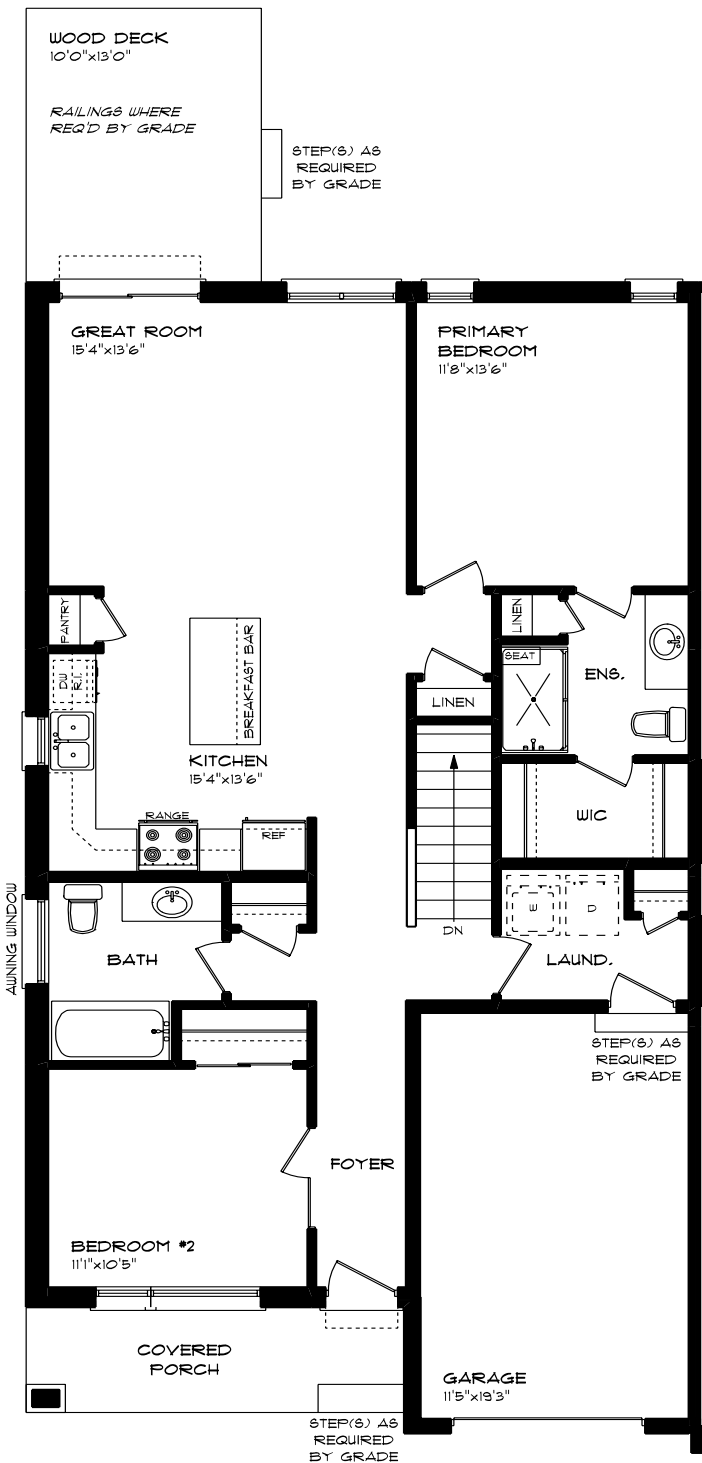 WOOD DECK
10'0"x13'0"
RAILINGS WHERE
REQ'D BY GRADE
STEP(S) AS
REQUIRED
BY GRADE
GREAT ROOM
15'4"x13'6"
PRIMARY
BEDROOM
11'8"x13'6"
PANTRY
BREAKFAST BAR
LINEN
SEAT
ENS.
DW
R.I.
LINEN
KITCHEN
15'4"x13'6"
RANGE
REF
WIC
AWNING WINDOW
W
D
DN
BATH
LAUND.
STEP(S) AS
REQUIRED
BY GRADE
FOYER
BEDROOM #2
11'1"x10'5"
COVERED
PORCH
GARAGE
11'5"x19'3"
STEP(S) AS
REQUIRED
BY GRADE